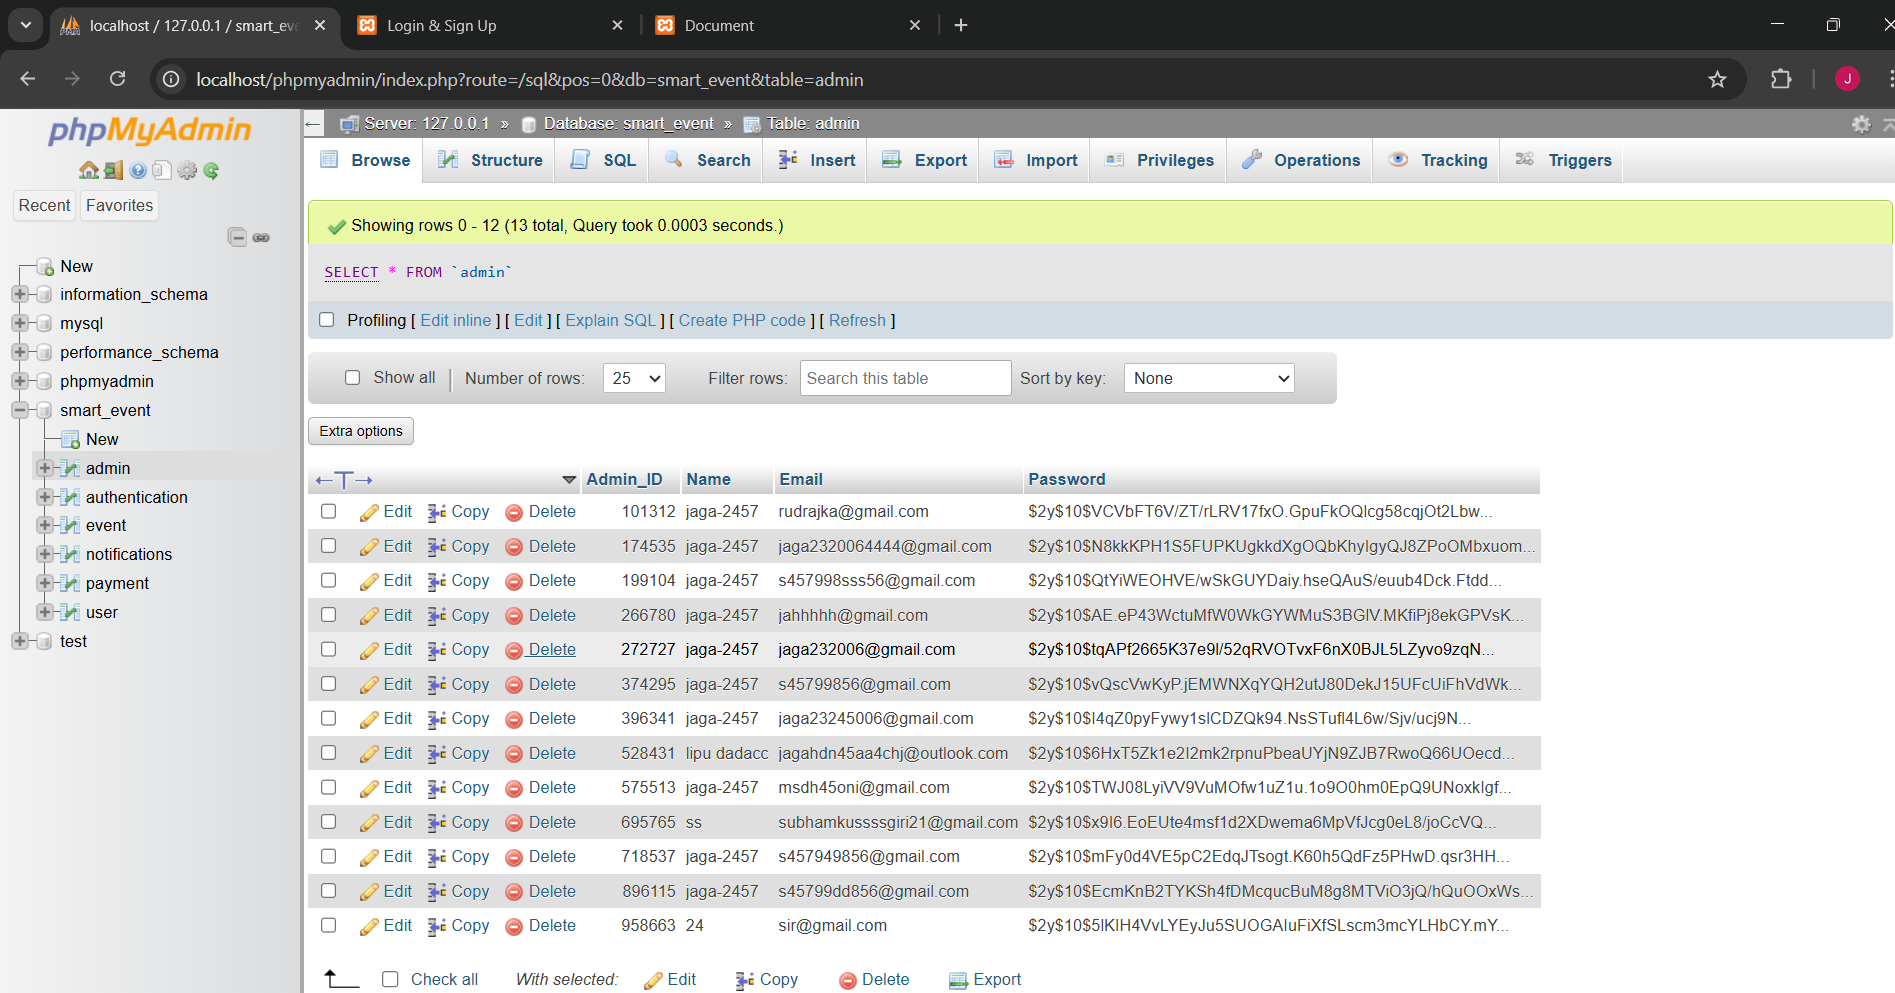 localhost / 127.0.0.1 / smart_eve
Login & Sign Up
Document
localhost/phpmyadmin/index.php?route=/sql&pos=0&db=smart_event&table=admin
J
phpMyAdmin
Recent Favorites
New
information_schema
mysql
performance_schema
phpmyadmin
smart_event
New
admin
authentication
event
notifications
payment
user
test
Server: 127.0.0.1 » Database: smart_event » Table: admin
Browse Structure SQL Search Insert Export Import Privileges Operations Tracking Triggers
Showing rows 0 - 12 (13 total, Query took 0.0003 seconds.)
SELECT * FROM `admin`
Profiling [ Edit inline ] [ Edit ] [ Explain SQL ] [ Create PHP code ] [ Refresh ]
Show all Number of rows: 25 Filter rows: Search this table Sort by key: None
Extra options
Admin_ID Name Email Password
Edit Copy Delete 101312 jaga-2457 rudrajka@gmail.com $2y$10$VCVbFT6V/ZT/rLRV17fxO.GpuFkOQlcg58cqjOt2Lbw...
Edit Copy Delete 174535 jaga-2457 jaga2320064444@gmail.com $2y$10$N8kkKPH1S5FUPKUgkkdXgOQbKhylgyQJ8ZPoOMbxuom...
Edit Copy Delete 199104 jaga-2457 s457998sss56@gmail.com $2y$10$QtYiWEOHVE/wSkGUYDaiy.hseQAuS/euub4Dck.Ftdd...
Edit Copy Delete 266780 jaga-2457 jahhhhh@gmail.com $2y$10$AE.eP43WctuMfW0WkGYWMuS3BGlV.MKfiPj8ekGPVsK...
Edit Copy Delete 272727 jaga-2457 jaga232006@gmail.com $2y$10$tqAPf2665K37e9l/52qRVOTvxF6nX0BJL5LZyvo9zqN...
Edit Copy Delete 374295 jaga-2457 s45799856@gmail.com $2y$10$vQscVwKyP.jEMWNXqYQH2utJ80DekJ15UFcUiFhVdWk...
Edit Copy Delete 396341 jaga-2457 jaga23245006@gmail.com $2y$10$I4qZ0pyFywy1slCDZQk94.NsSTufl4L6w/Sjv/ucj9N...
Edit Copy Delete 528431 lipu dadacc jagahdn45aa4chj@outlook.com $2y$10$6HxT5Zk1e2I2mk2rpnuPbeaUYjN9ZJB7RwoQ66UOecd...
Edit Copy Delete 575513 jaga-2457 msdh45oni@gmail.com $2y$10$TWJ08LyiVV9VuMOfw1uZ1u.1o9O0hm0EpQ9UNoxkIgf...
Edit Copy Delete 695765 ss subhamkussssgiri21@gmail.com $2y$10$x9I6.EoEUte4msf1d2XDwema6MpVfJcg0eL8/joCcVQ...
Edit Copy Delete 718537 jaga-2457 s457949856@gmail.com $2y$10$mFy0d4VE5pC2EdqJTsogt.K60h5QdFz5PHwD.qsr3HH...
Edit Copy Delete 896115 jaga-2457 s45799dd856@gmail.com $2y$10$EcmKnB2TYKSh4fDMcqucBuM8g8MTViO3jQ/hQuOOxWs...
Edit Copy Delete 958663 24 sir@gmail.com $2y$10$5lKIH4VvLYEyJu5SUOGAluFiXfSLscm3mcYLHbCY.mY...
Check all With selected: Edit Copy Delete Export